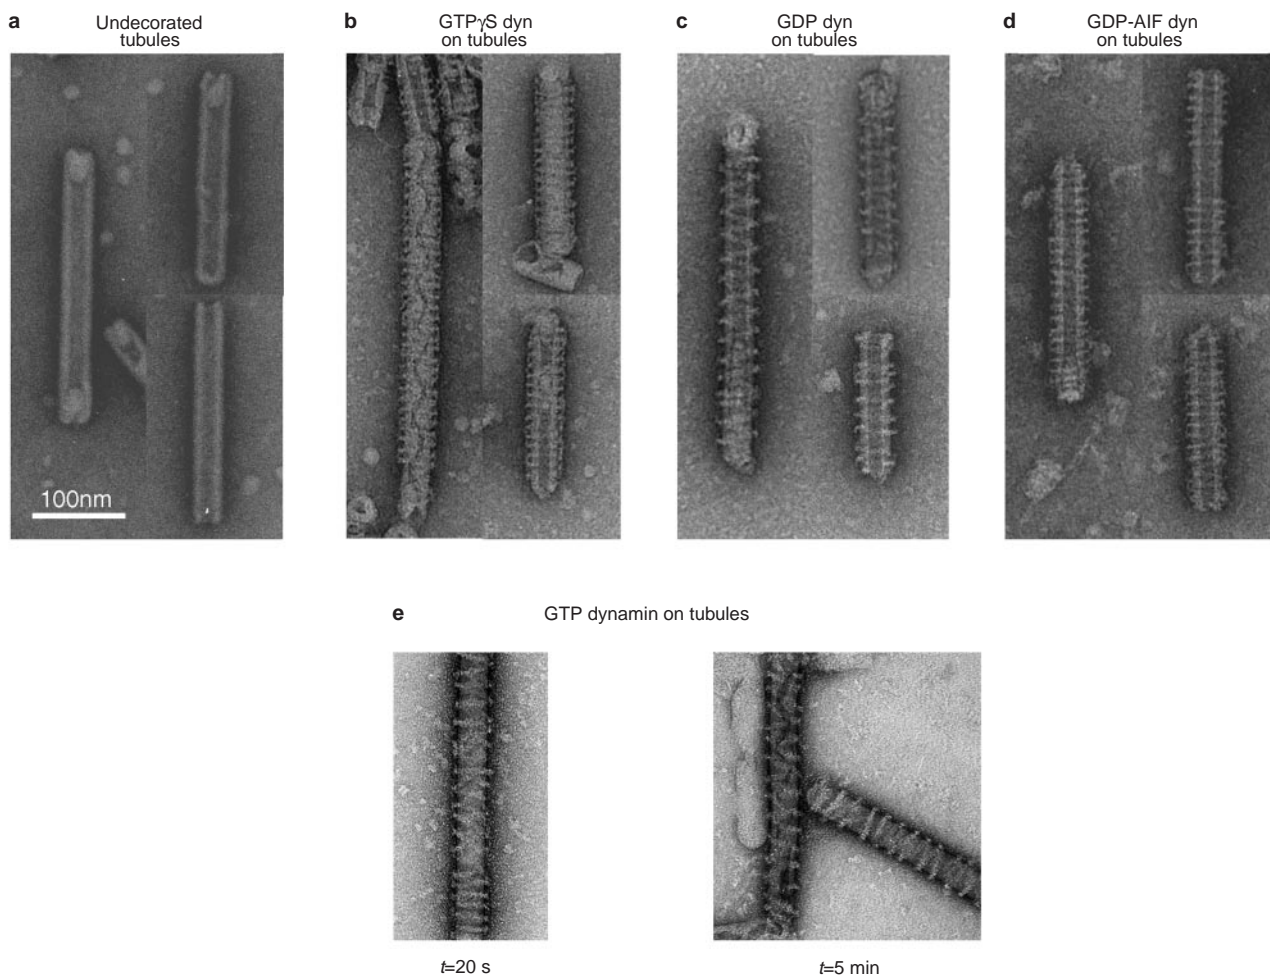 a
Undecorated
tubules
b
GTPγS dyn
on tubules
c
GDP dyn
on tubules
d
GDP-AlF dyn
on tubules
100nm
e
GTP dynamin on tubules
t=20 s
t=5 min